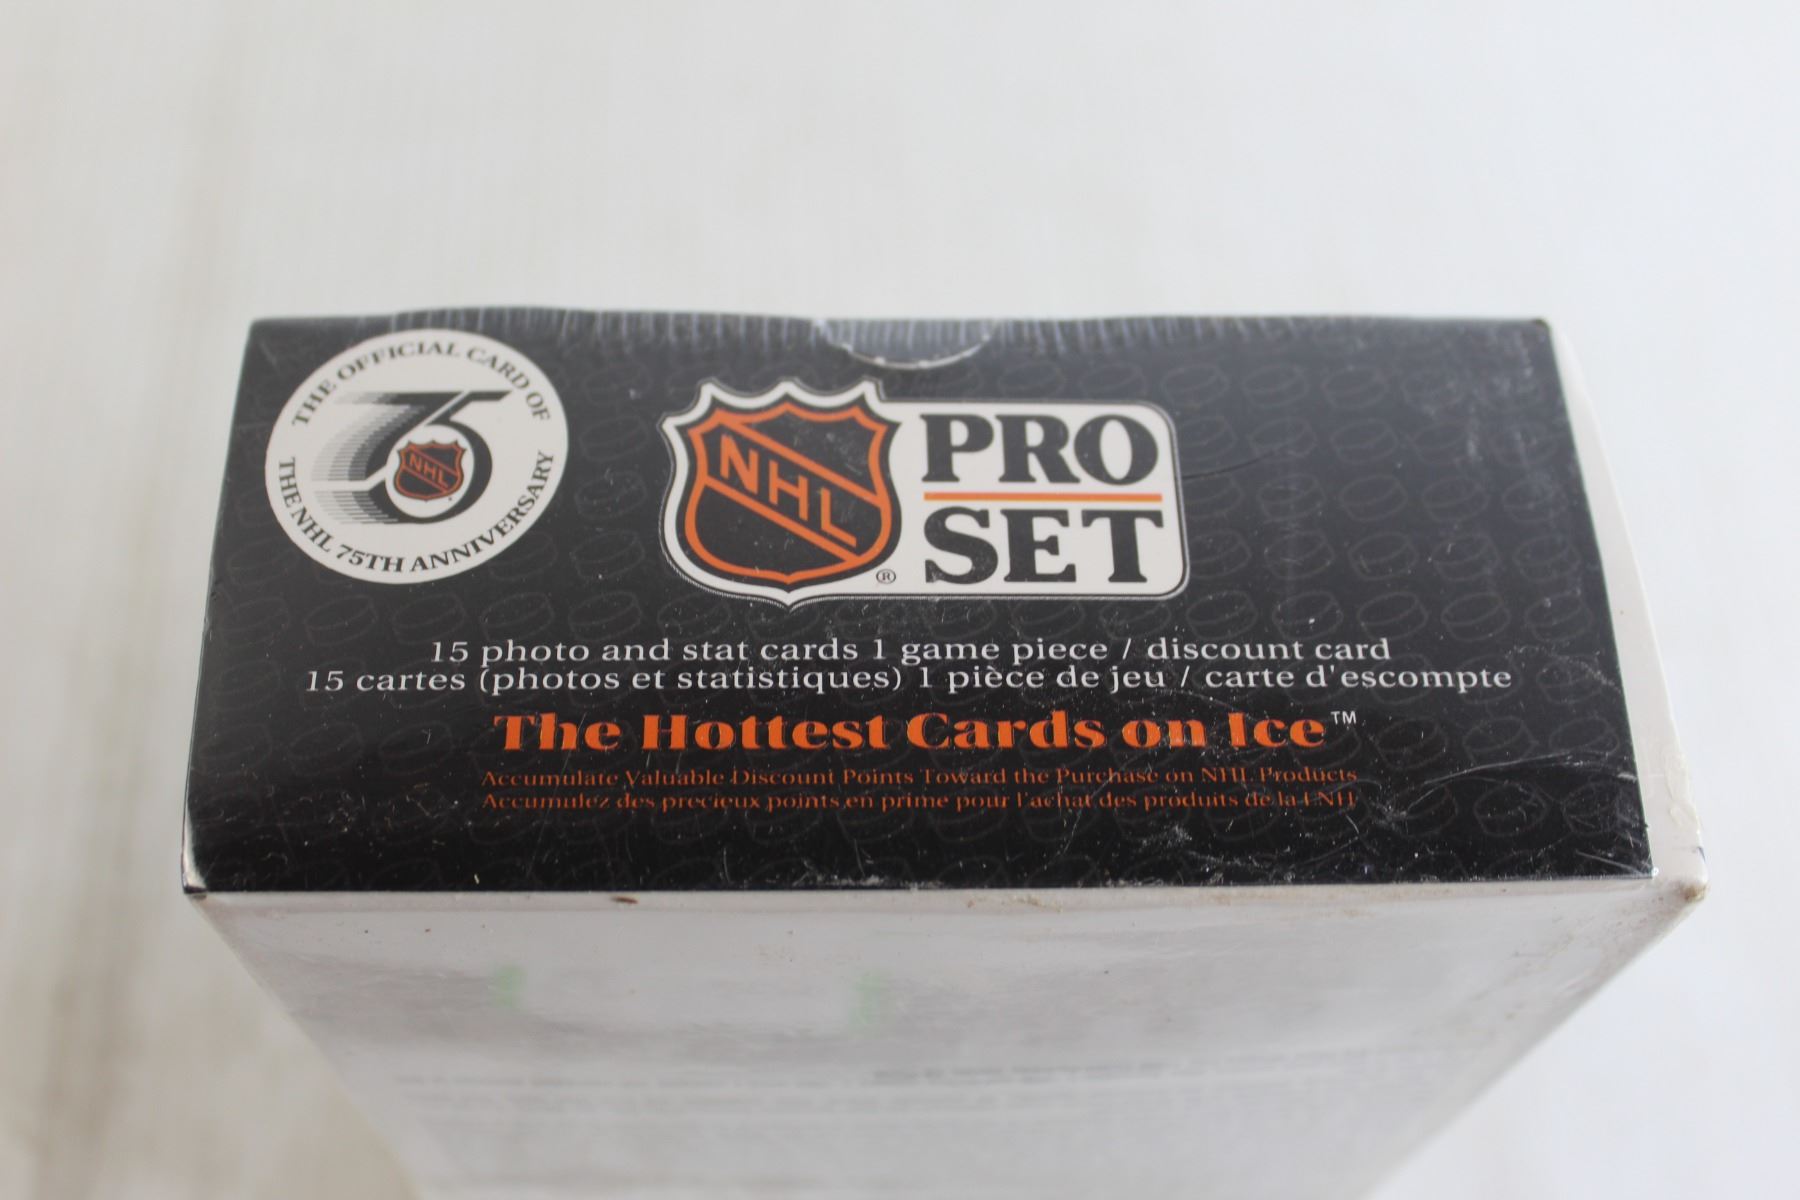 THE OFFICIAL CARD OF
75
NHL
THE NHL 75TH ANNIVERSARY
NHL ®
PRO
SET
15 photo and stat cards 1 game piece / discount card
15 cartes (photos et statistiques) 1 pièce de jeu / carte d'escompte
The Hottest Cards on Ice™
Accumulate Valuable Discount Points Toward the Purchase on NHL Products
Accumulez des precieux points en prime pour l'achat des produits de la LNH